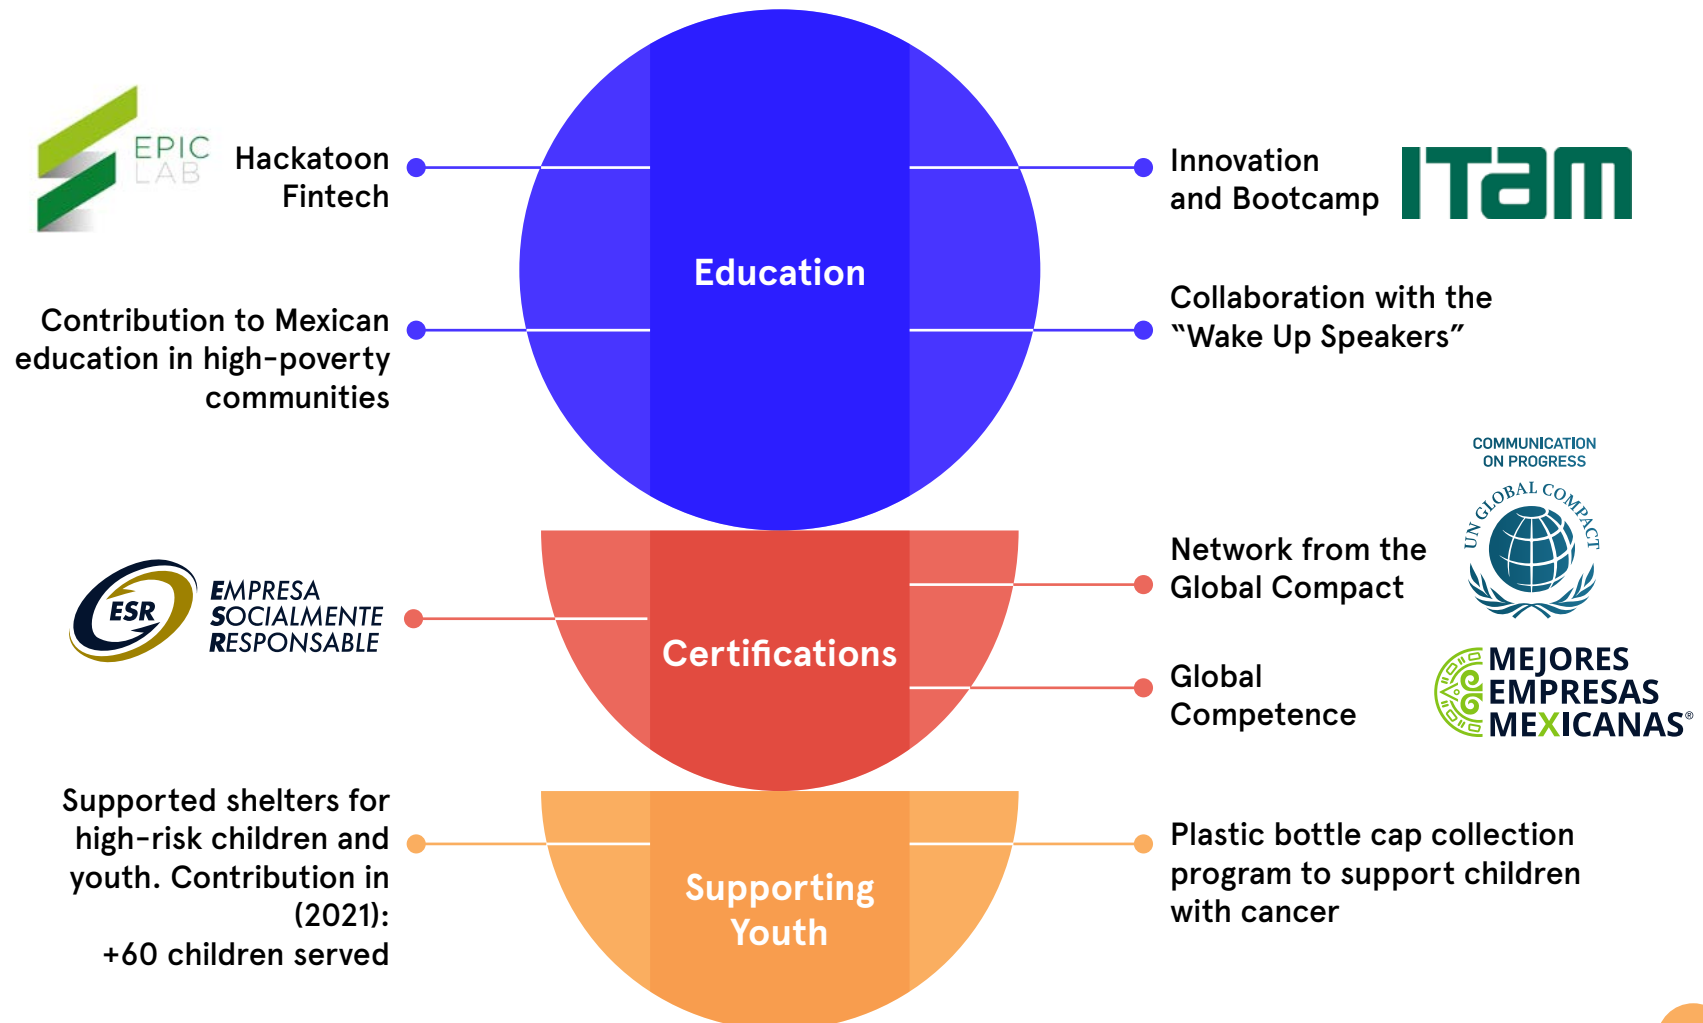 EPIC
LAB
Hackatoon
Fintech
Innovation
and Bootcamp
ITam
Education
Contribution to Mexican
education in high-poverty
communities
Collaboration with the
“Wake Up Speakers”
COMMUNICATION
ON PROGRESS
UN GLOBAL COMPACT
Network from the
Global Compact
ESR
EMPRESA
SOCIALMENTE
RESPONSABLE
Certifications
Global
Competence
MEJORES
EMPRESAS
MEXICANAS®
Supported shelters for
high-risk children and
youth. Contribution in
(2021):
+60 children served
Supporting
Youth
Plastic bottle cap collection
program to support children
with cancer